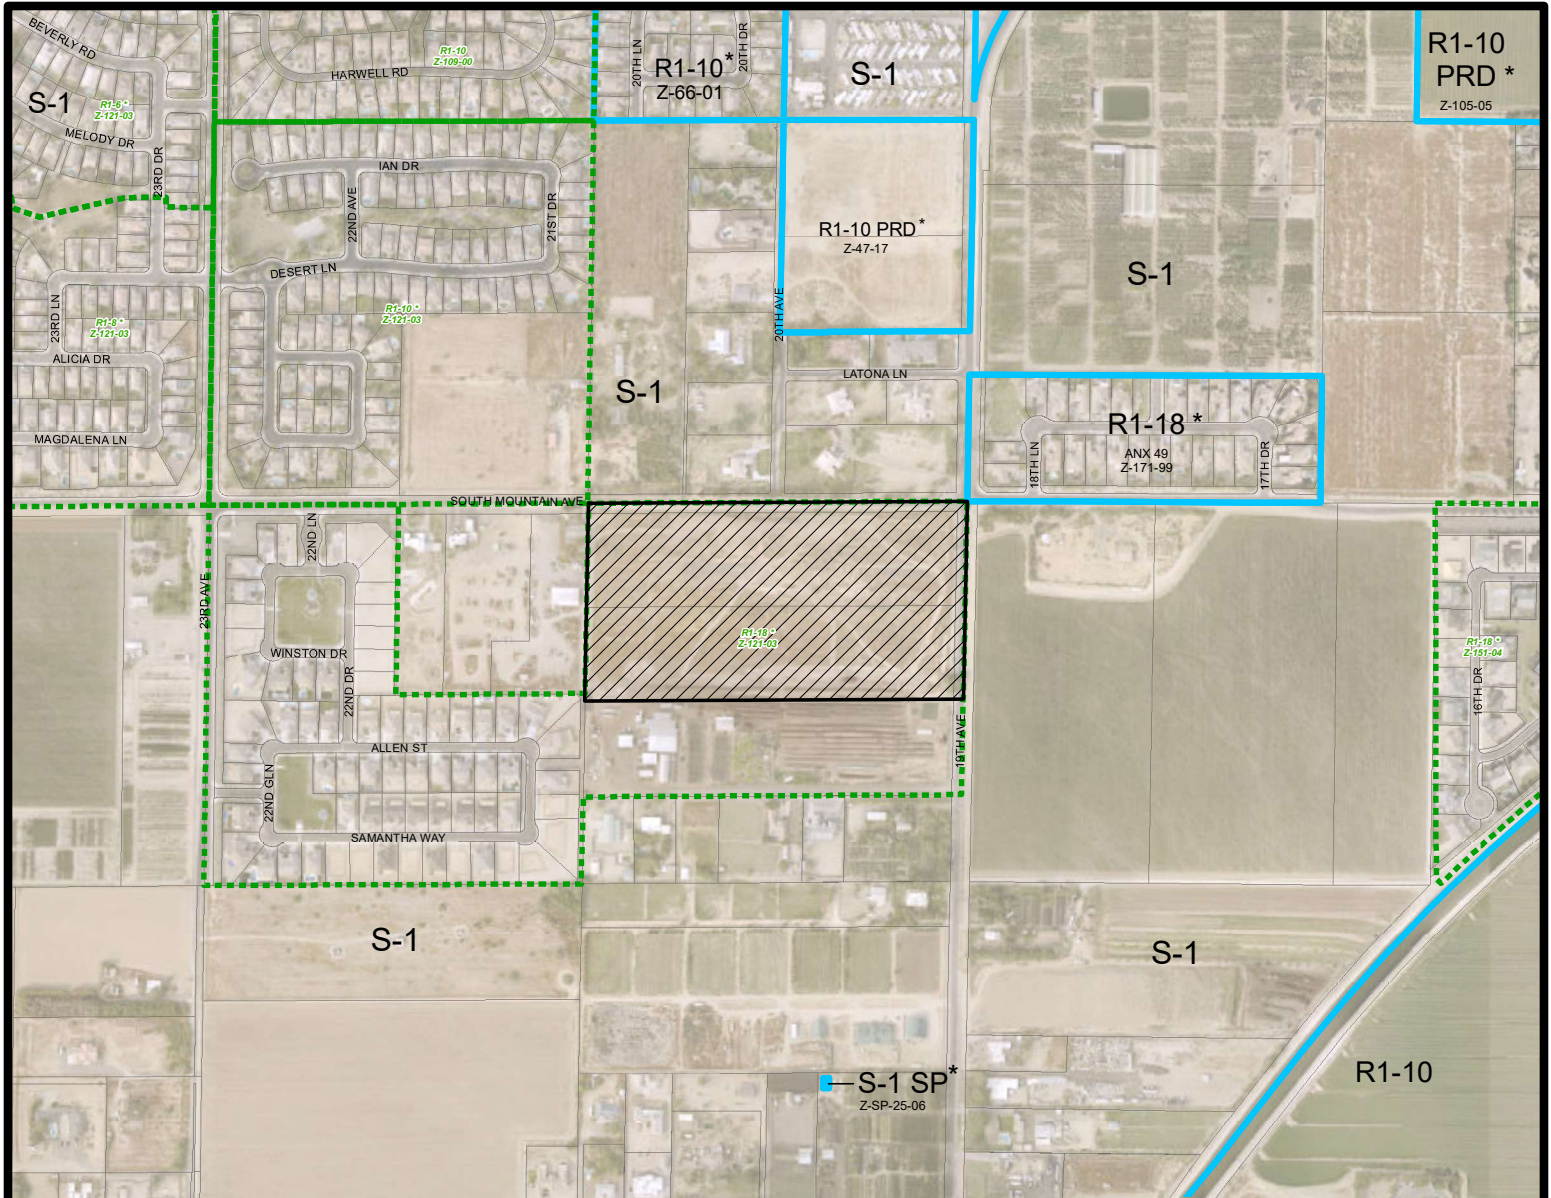 BEVERLY RD
S-1
R1-6 *
Z-121-03
MELODY DR
23RD DR
R1-10
Z-109-00
HARWELL RD
20TH LN
20TH DR
R1-10 *
Z-66-01
S-1
R1-10
PRD *
Z-105-05
IAN DR
22ND AVE
21ST DR
DESERT LN
R1-10 *
Z-121-03
23RD LN
R1-8 *
Z-121-03
ALICIA DR
MAGDALENA LN
R1-10 PRD *
Z-47-17
20TH AVE
S-1
LATONA LN
S-1
R1-18 *
ANX 49
Z-171-99
18TH LN
17TH DR
SOUTH MOUNTAIN AVE
22ND LN
23RD AVE
WINSTON DR
22ND DR
R1-18 *
Z-121-03
R1-18 *
Z-151-04
16TH DR
ALLEN ST
22ND GLN
SAMANTHA WAY
19TH AVE
S-1
S-1
S-1 SP *
Z-SP-25-06
R1-10